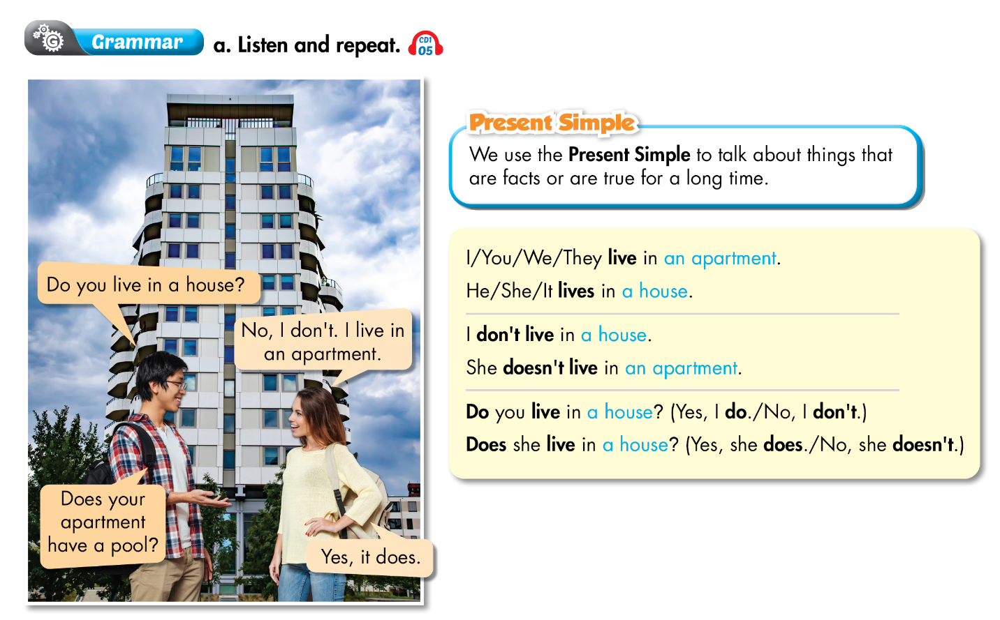 Grammar
a. Listen and repeat.
CD1
05
Do you live in a house?
No, I don't. I live in
an apartment.
Does your
apartment
have a pool?
Yes, it does.
Present Simple
We use the Present Simple to talk about things that
are facts or are true for a long time.
I/You/We/They live in an apartment.
He/She/It lives in a house.
I don't live in a house.
She doesn't live in an apartment.
Do you live in a house? (Yes, I do./No, I don't.)
Does she live in a house? (Yes, she does./No, she doesn't.)